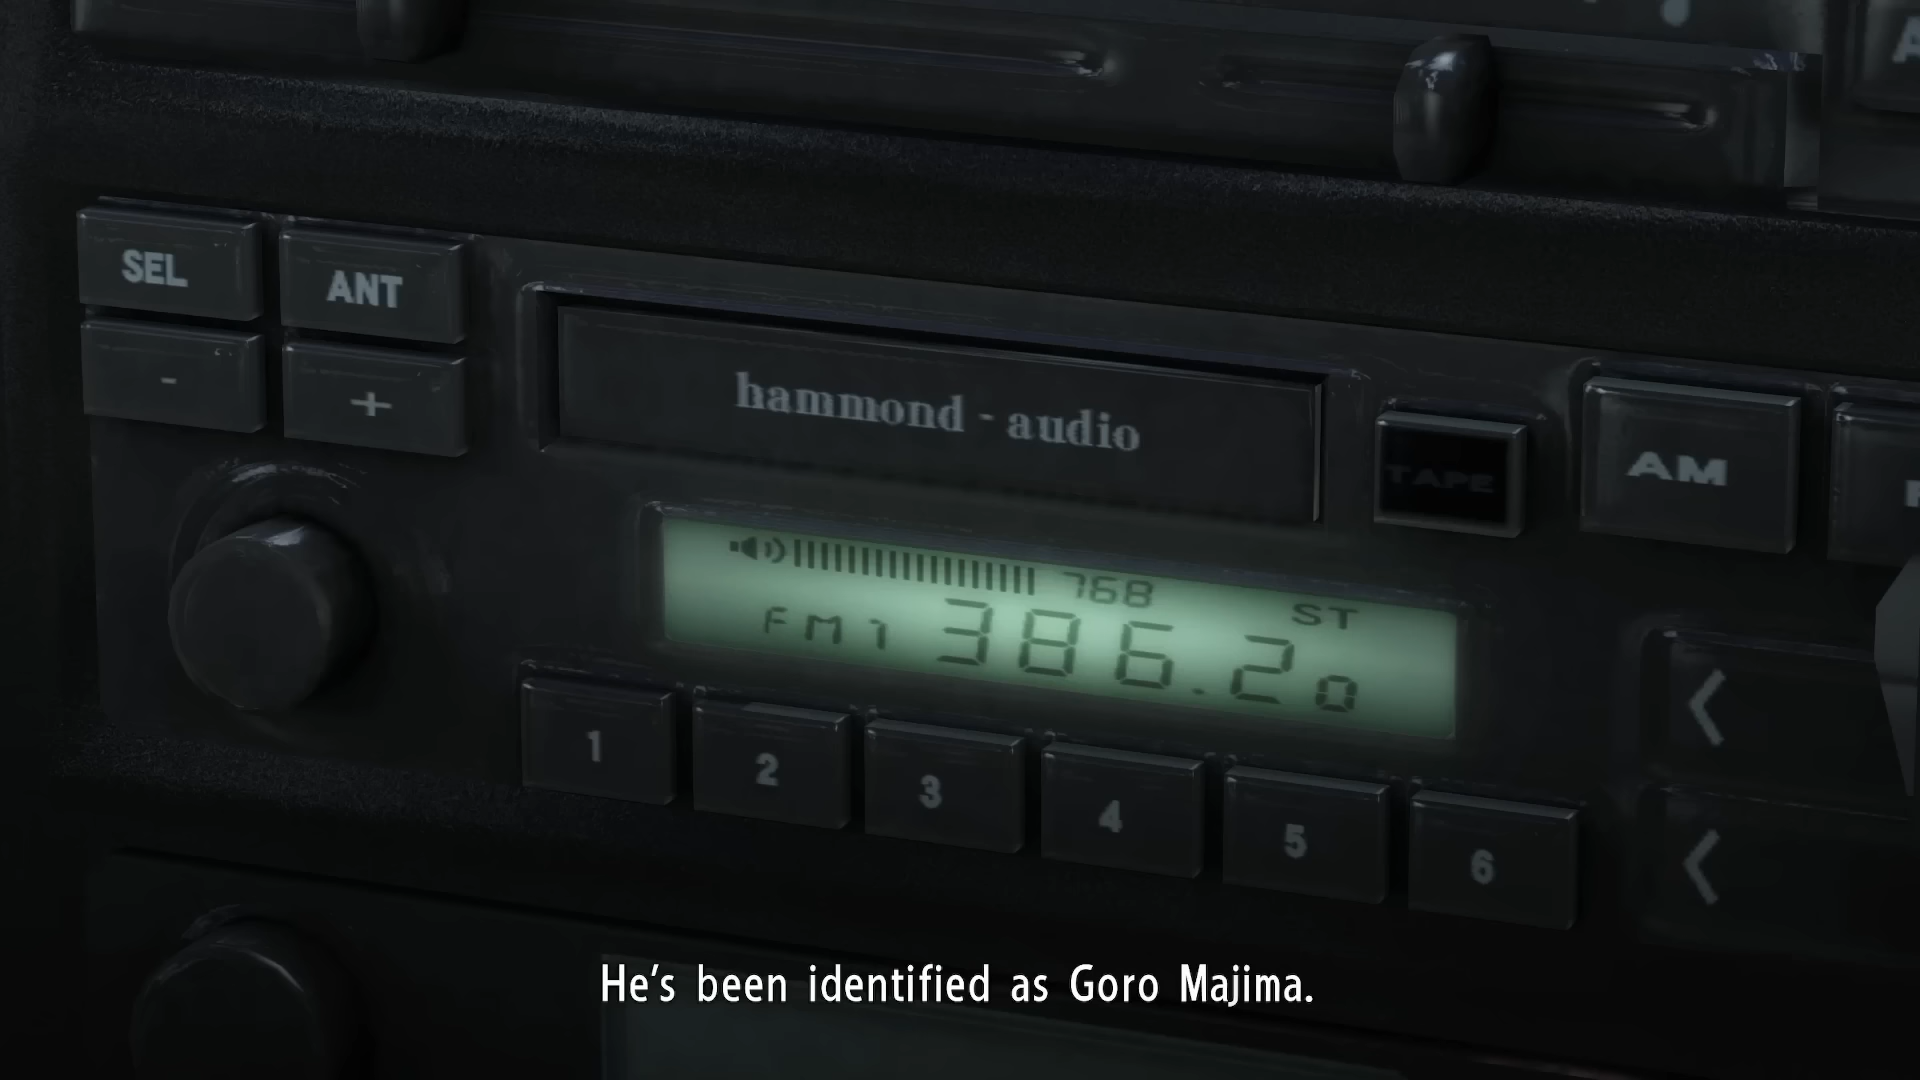 SEL
ANT
-
+
hammond - audio
TAPE
AM
768
ST
FM1 386.20
1
2
3
4
5
6
He's been identified as Goro Majima.